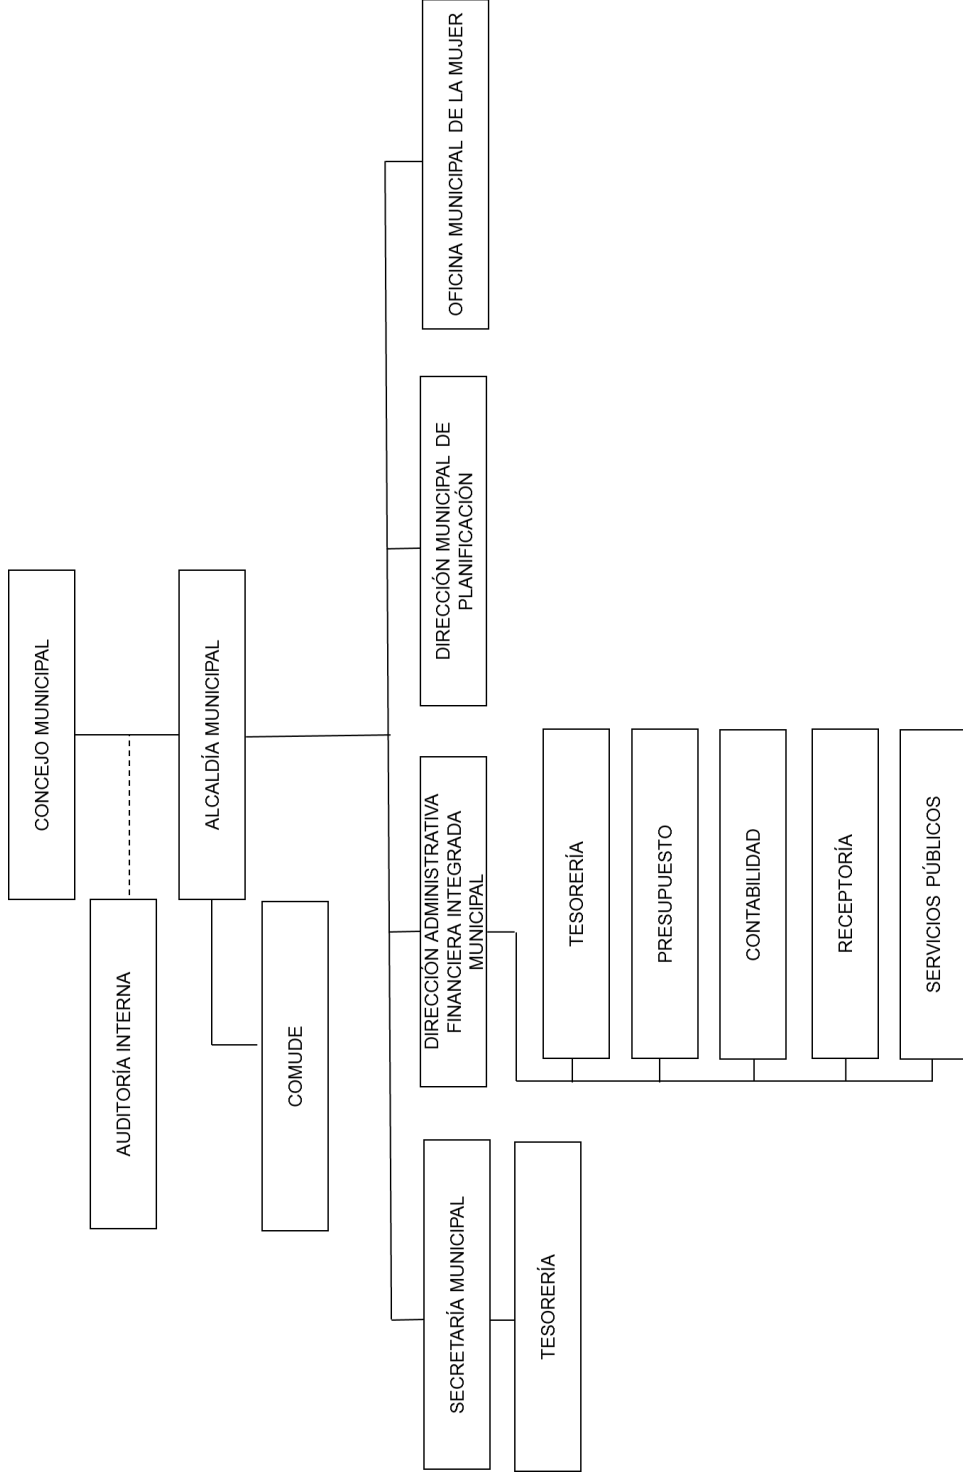 CONCEJO MUNICIPAL
AUDITORÍA INTERNA
ALCALDÍA MUNICIPAL
COMUDE
SECRETARÍA MUNICIPAL
TESORERÍA
DIRECCIÓN ADMINISTRATIVA
FINANCIERA INTEGRADA
MUNICIPAL
TESORERÍA
PRESUPUESTO
CONTABILIDAD
RECEPTORÍA
SERVICIOS PÚBLICOS
DIRECCIÓN MUNICIPAL DE
PLANIFICACIÓN
OFICINA MUNICIPAL DE LA MUJER